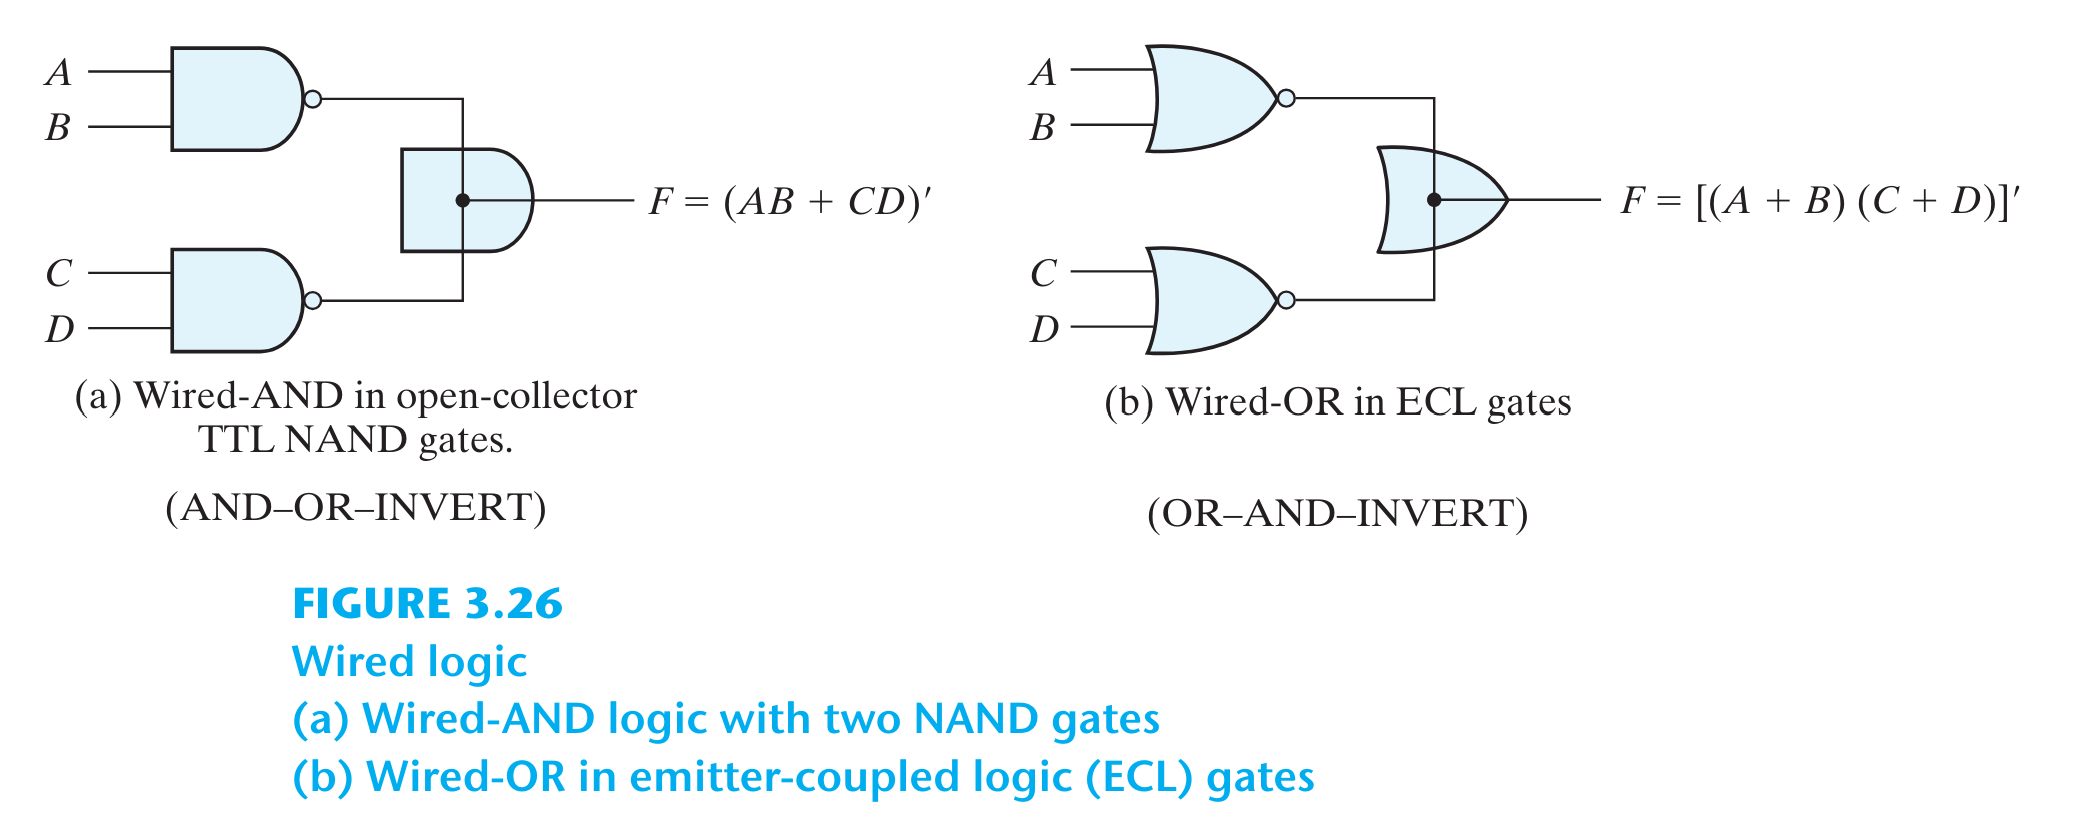 A
B
F = (AB + CD)′
C
D
(a) Wired-AND in open-collector
TTL NAND gates.
(AND–OR–INVERT)
A
B
F = [(A + B) (C + D)]′
C
D
(b) Wired-OR in ECL gates
(OR–AND–INVERT)
FIGURE 3.26
Wired logic
(a) Wired-AND logic with two NAND gates
(b) Wired-OR in emitter-coupled logic (ECL) gates